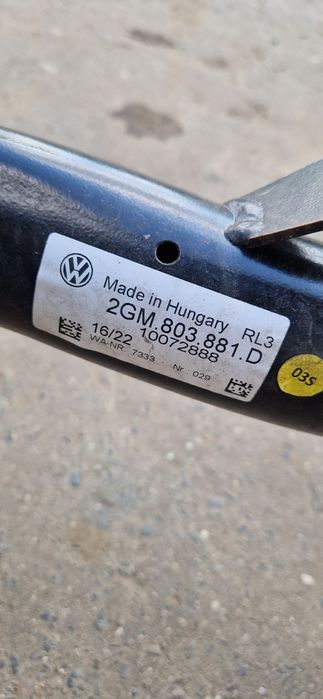 Made in Hungary RL3
2GM.803.881.D
16/22 10072888
WA-NR 7333 Nr 029
03S